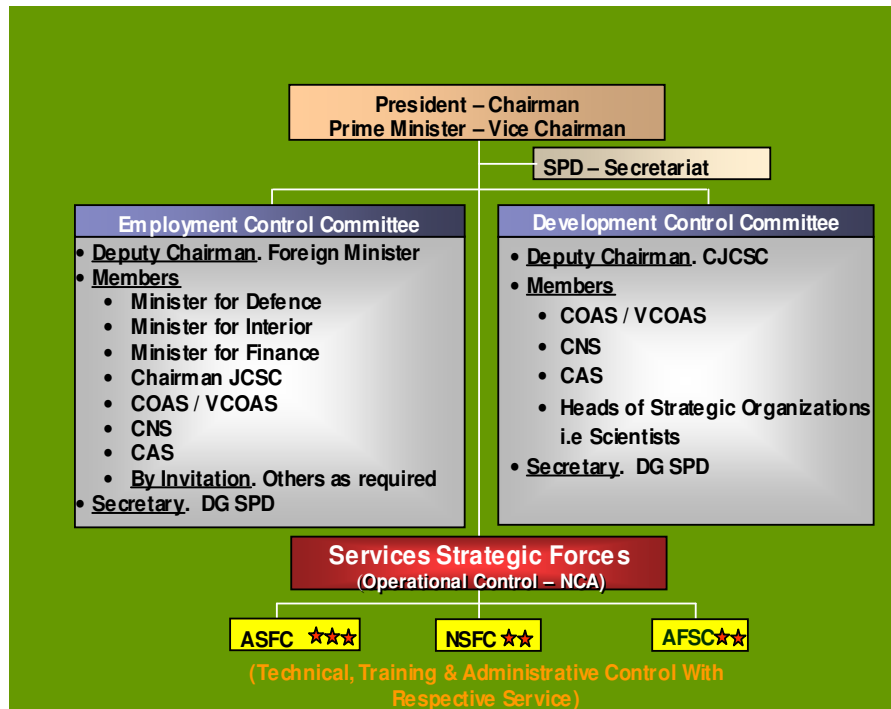 President – Chairman
Prime Minister – Vice Chairman
SPD – Secretariat
Employment Control Committee
• Deputy Chairman. Foreign Minister
• Members
• Minister for Defence
• Minister for Interior
• Minister for Finance
• Chairman JCSC
• COAS / VCOAS
• CNS
• CAS
• By Invitation. Others as required
• Secretary. DG SPD
Development Control Committee
• Deputy Chairman. CJCSC
• Members
• COAS / VCOAS
• CNS
• CAS
• Heads of Strategic Organizations
i.e Scientists
• Secretary. DG SPD
Services Strategic Forces
(Operational Control – NCA)
ASFC
NSFC
AFSC
(Technical, Training & Administrative Control With
Respective Service)